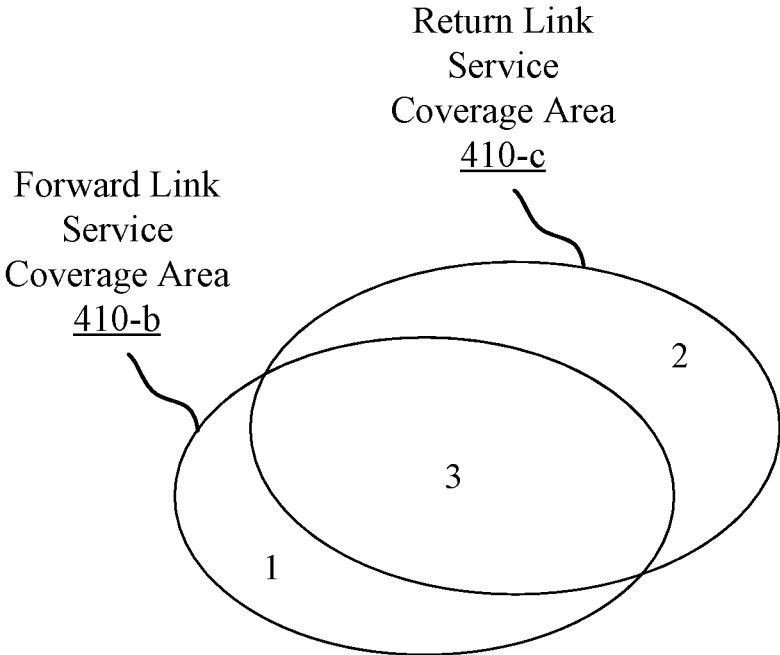 Return Link
Service
Coverage Area
410-c
Forward Link
Service
Coverage Area
410-b
2
3
1